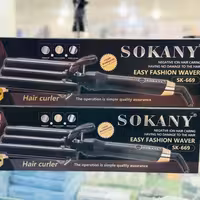 SOKANY
NEGATIVE ION HAIR CARING
HAVING NO DAMAGE TO THE HAIR
EASY FASHION WAVER
SK-669
Hair curler
The operation is simple quality assurance
SOKANY
NEGATIVE ION HAIR CARING
HAVING NO DAMAGE TO THE HAIR
EASY FASHION WAVER
SK-669
Hair curler
The operation is simple quality assurance